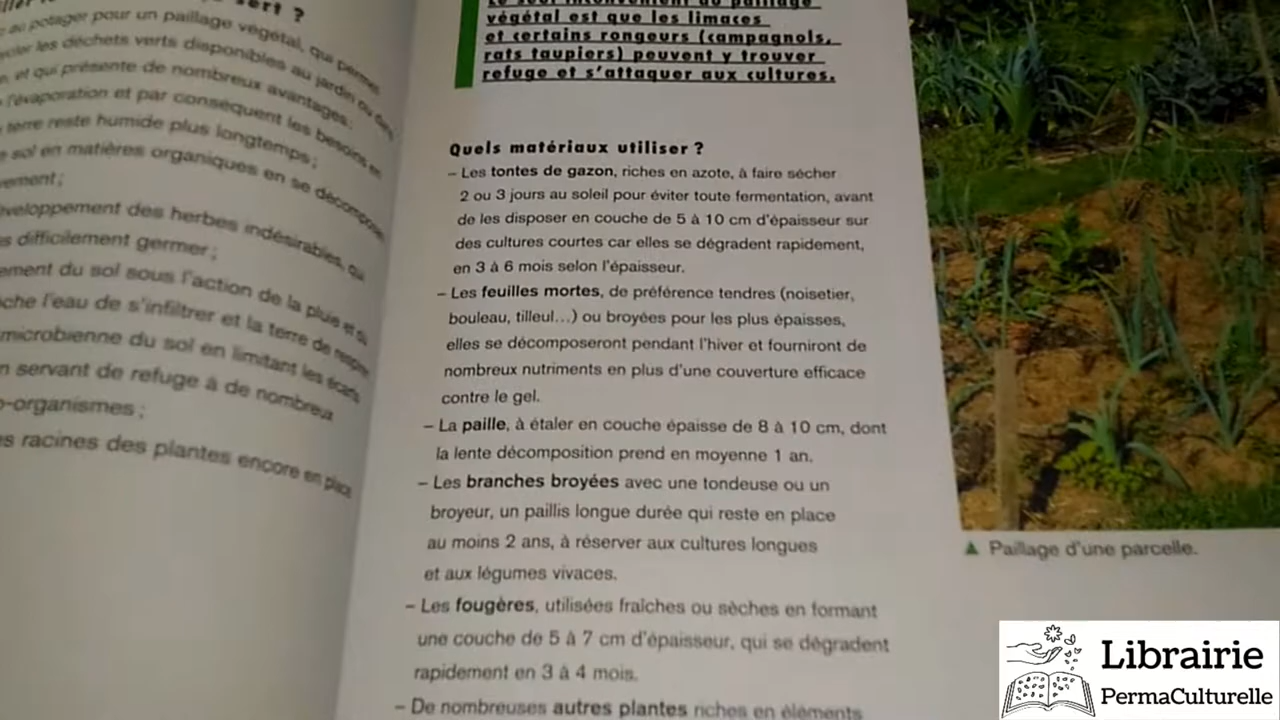 sert ?
au potager pour un paillage végétal, qui permet
les déchets verts disponibles au jardin ou dans
et qui présente de nombreux avantages :
l'évaporation et par conséquent les besoins en
terre reste humide plus longtemps ;
sol en matières organiques en se décomposant
développement des herbes indésirables, qui
difficilement germer ;
du sol sous l'action de la pluie et du
l'eau de s'infiltrer et la terre de respirer
microbienne du sol en limitant les écarts
servant de refuge à de nombreux
-organismes ;
racines des plantes encore en place
Le seul inconvénient du paillage
végétal est que les limaces
et certains rongeurs (campagnols,
rats taupiers) peuvent y trouver
refuge et s'attaquer aux cultures.
Quels matériaux utiliser ?
– Les tontes de gazon, riches en azote, à faire sécher
2 ou 3 jours au soleil pour éviter toute fermentation, avant
de les disposer en couche de 5 à 10 cm d'épaisseur sur
des cultures courtes car elles se dégradent rapidement,
en 3 à 6 mois selon l'épaisseur.
– Les feuilles mortes, de préférence tendres (noisetier,
bouleau, tilleul...) ou broyées pour les plus épaisses,
elles se décomposeront pendant l'hiver et fourniront de
nombreux nutriments en plus d'une couverture efficace
contre le gel.
– La paille, à étaler en couche épaisse de 8 à 10 cm, dont
la lente décomposition prend en moyenne 1 an.
– Les branches broyées avec une tondeuse ou un
broyeur, un paillis longue durée qui reste en place
au moins 2 ans, à réserver aux cultures longues
et aux légumes vivaces.
– Les fougères, utilisées fraîches ou sèches en formant
une couche de 5 à 7 cm d'épaisseur, qui se dégradent
rapidement en 3 à 4 mois.
– De nombreuses autres plantes riches en éléments
▲ Paillage d'une parcelle.
Librairie
PermaCulturelle